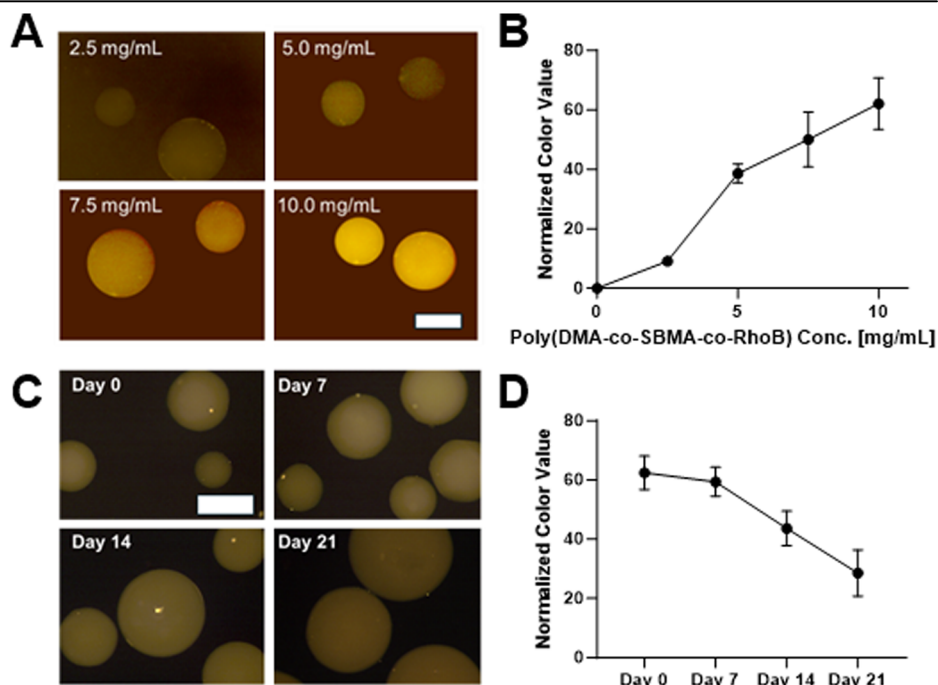 A
2.5 mg/mL
5.0 mg/mL
7.5 mg/mL
10.0 mg/mL
B
Normalized Color Value
80
60
40
20
0
0
5
10
Poly(DMA-co-SBMA-co-RhoB) Conc. [mg/mL]
C
Day 0
Day 7
Day 14
Day 21
D
Normalized Color Value
80
60
40
20
0
Day 0
Day 7
Day 14
Day 21